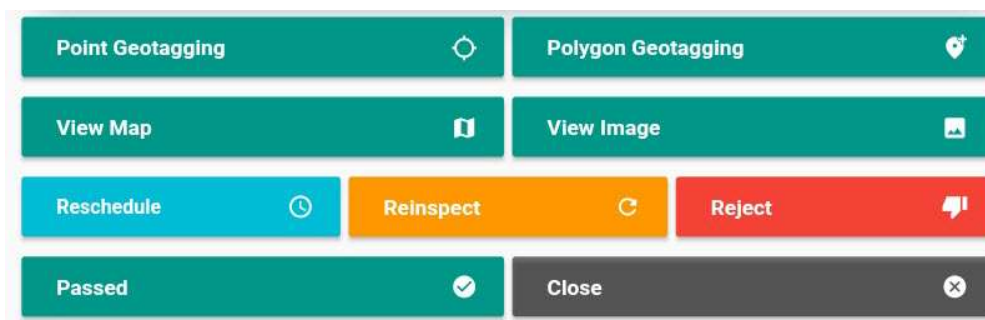 Point Geotagging Polygon Geotagging
View Map View Image
Reschedule Reinspect Reject
Passed Close